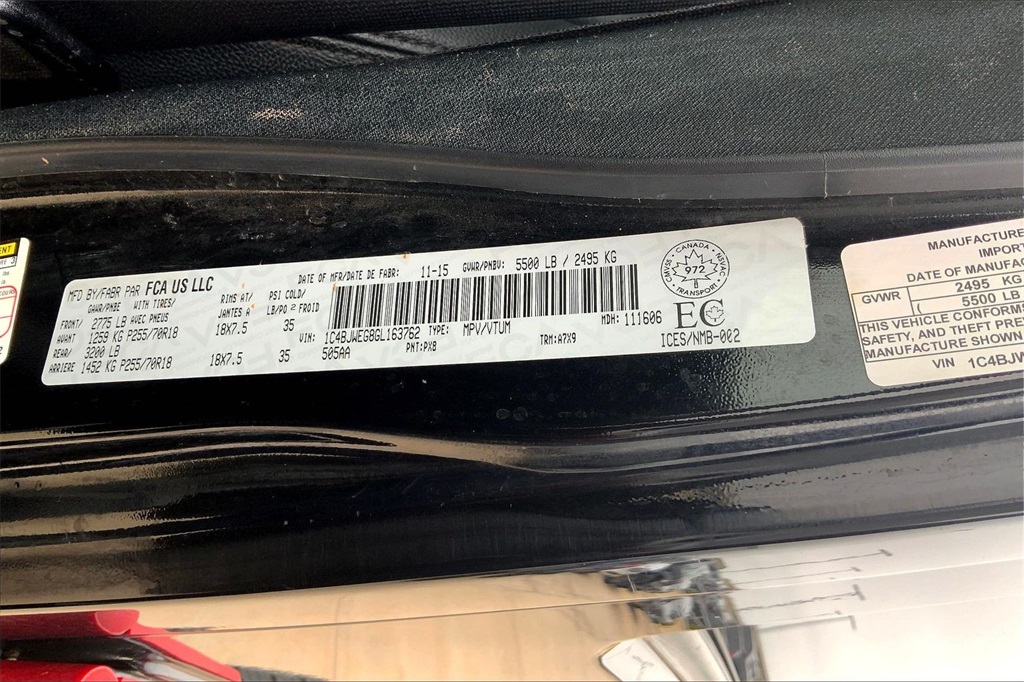 ENT
MFD BY/FABR PAR FCA US LLC
DATE OF MFR/DATE DE FABR: 11-15
GVWR/PNBV: 5500 LB / 2495 KG
GAWR/PNBE WITH TIRES/
FRONT/ 2775 LB AVEC PNEUS
AVANT 1259 KG P255/70R18
REAR/ 3200 LB
ARRIERE 1452 KG P255/70R18
RIMS AT/
JANTES A
18X7.5
18X7.5
PSI COLD/
LB/PO 2 FROID
35
35
VIN: 1C4BJWEG8GL163762 TYPE: MPV/VTUM
MDH: 111606
505AA
PNT: PX8
TRM: A7X9
CANADA
CMVSS
972
NSVAC
TRANSPORT
EC
ICES/NMB-002
MANUFACTURE
IMPORT
DATE OF MANUFAC
GVWR
2495 KG
( 5500 LB
THIS VEHICLE CONFORM
SAFETY, AND THEFT PREV
MANUFACTURE SHOWN
VIN 1C4BJW